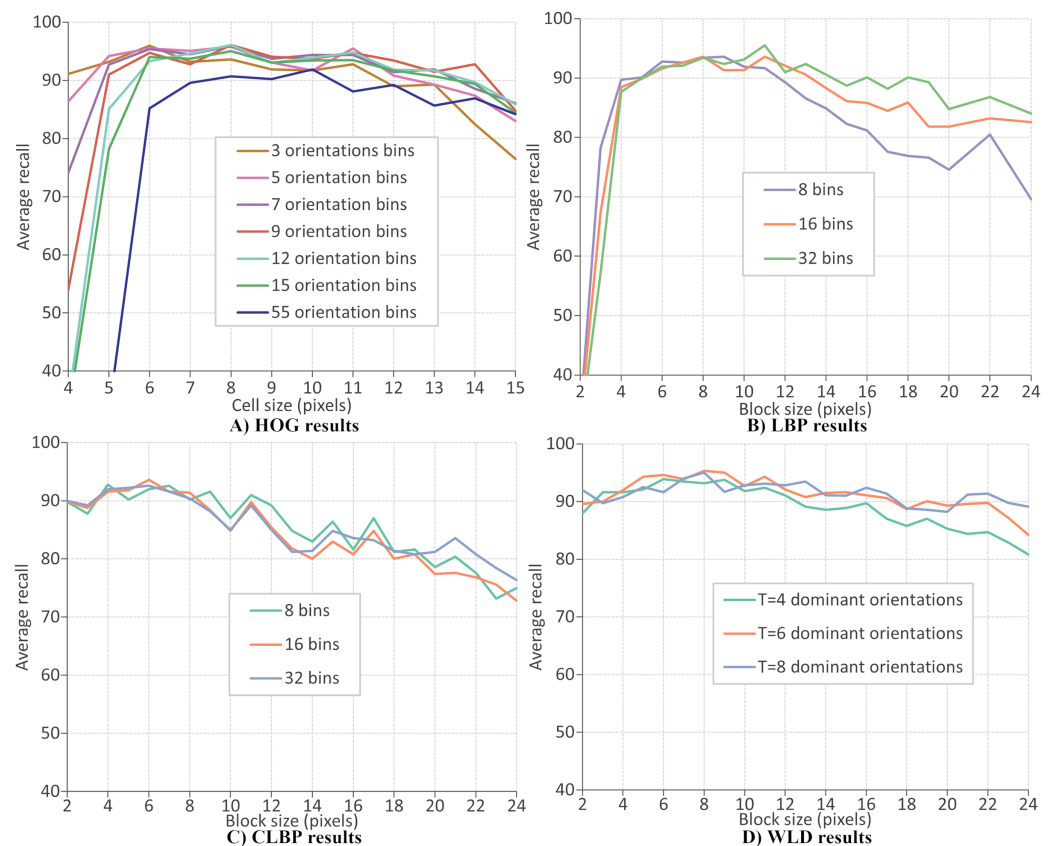 100
90
80
70
60
50
40
Average recall
3 orientations bins
5 orientation bins
7 orientation bins
9 orientation bins
12 orientation bins
15 orientation bins
55 orientation bins
4 5 6 7 8 9 10 11 12 13 14 15
Cell size (pixels)
A) HOG results
100
90
80
70
60
50
40
Average recall
8 bins
16 bins
32 bins
2 4 6 8 10 12 14 16 18 20 22 24
Block size (pixels)
B) LBP results
100
90
80
70
60
50
40
Average recall
8 bins
16 bins
32 bins
2 4 6 8 10 12 14 16 18 20 22 24
Block size (pixels)
C) CLBP results
100
90
80
70
60
50
40
Average recall
T=4 dominant orientations
T=6 dominant orientations
T=8 dominant orientations
2 4 6 8 10 12 14 16 18 20 22 24
Block size (pixels)
D) WLD results